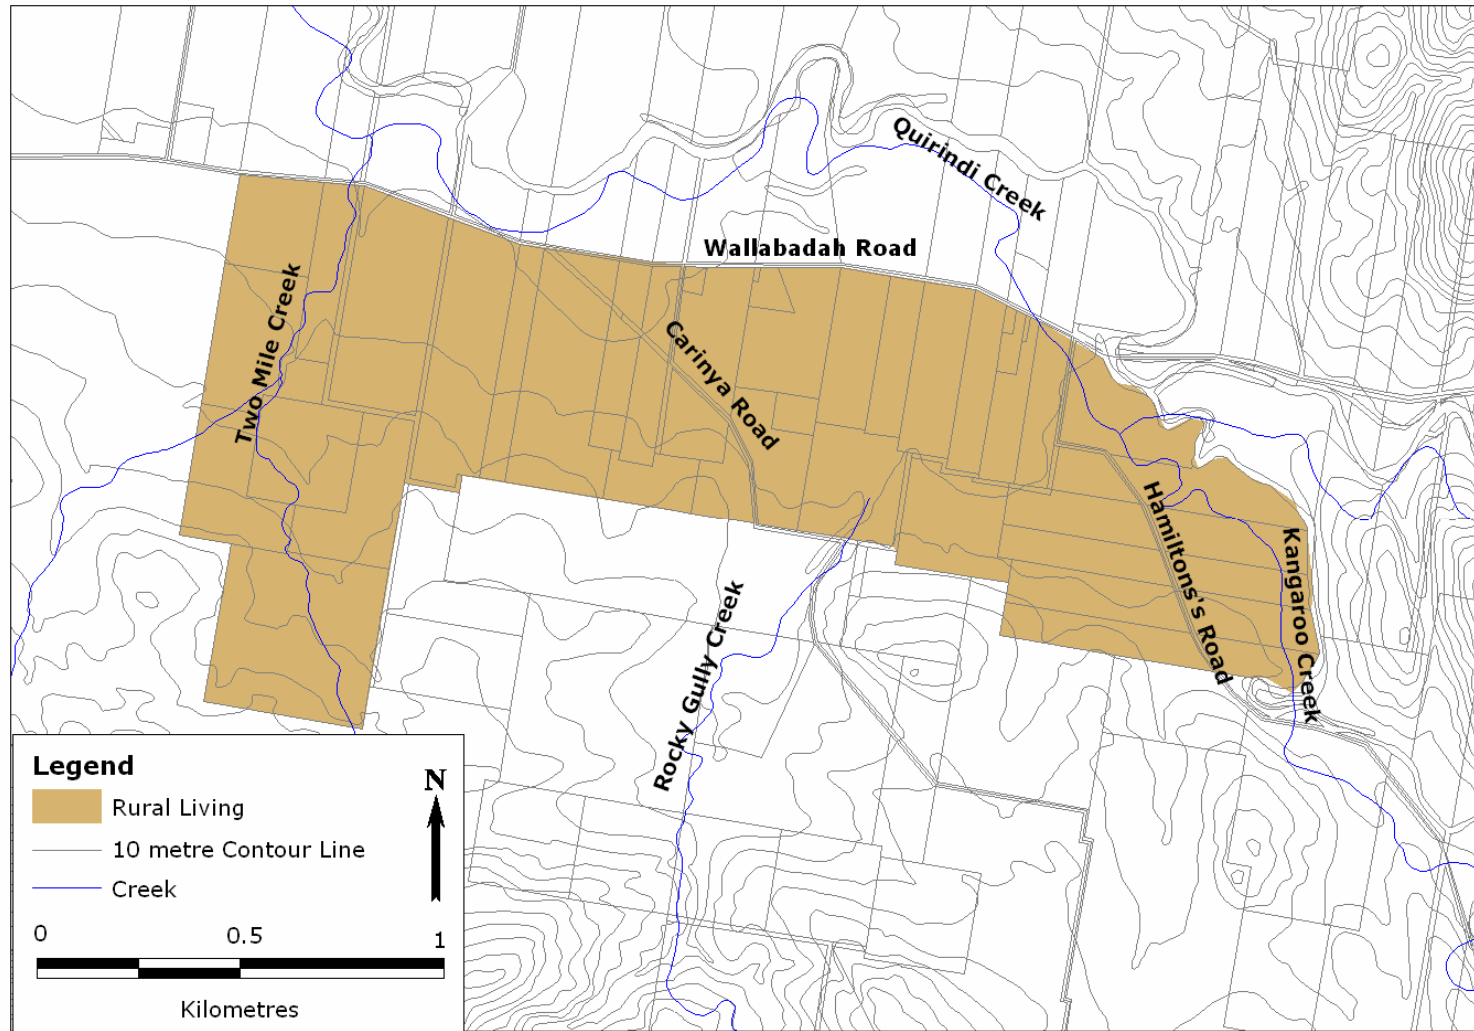 Quirindi Creek
Wallabadah Road
Two Mile Creek
Carinya Road
Hamiltons's Road
Kangaroo Creek
Rocky Gully Creek
Legend
N
Rural Living
10 metre Contour Line
Creek
0 0.5 1
Kilometres